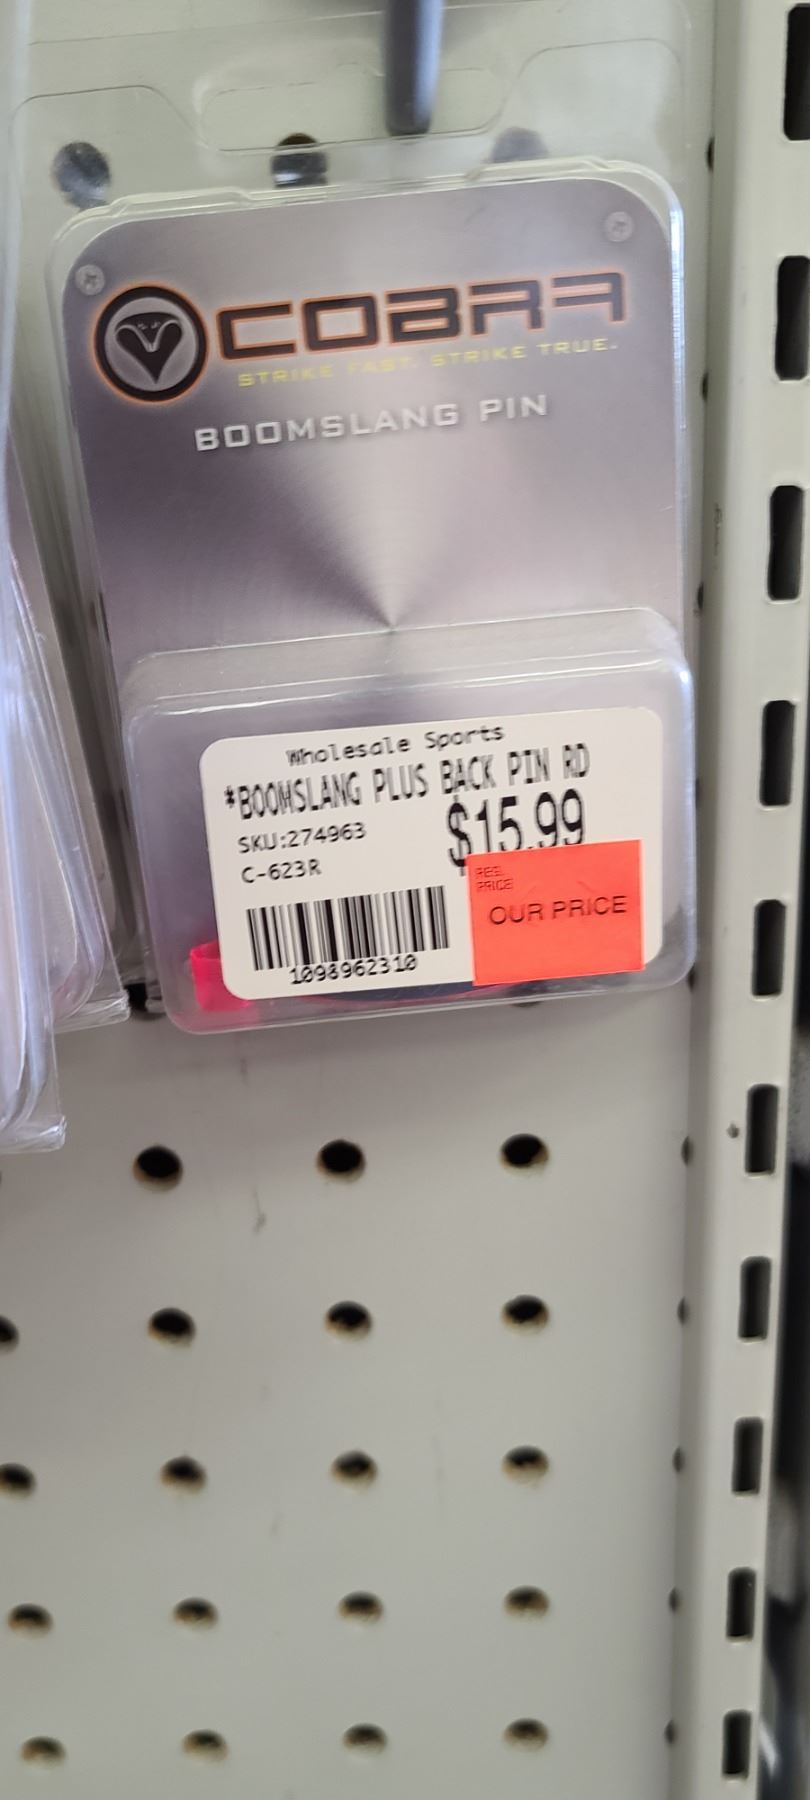 COBRA
STRIKE FAST. STRIKE TRUE.
BOOMSLANG PIN
Wholesale Sports
*BOOMSLANG PLUS BACK PIN RD
SKU:274963
$15.99
C-623R
REG.
PRICE
OUR PRICE
1098962310